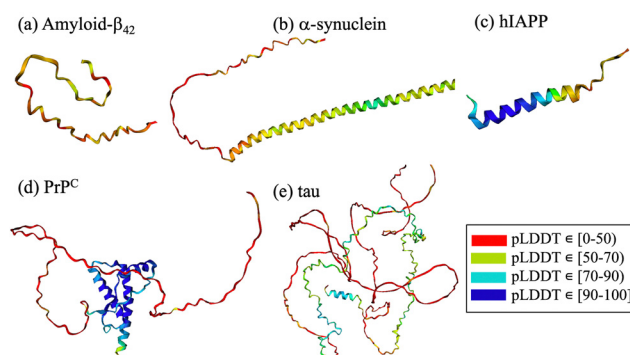 (a) Amyloid-β₄₂
(b) α-synuclein
(c) hIAPP
(d) PrPᶜ
(e) tau
pLDDT ∈ [0-50)
pLDDT ∈ [50-70)
pLDDT ∈ [70-90)
pLDDT ∈ [90-100]